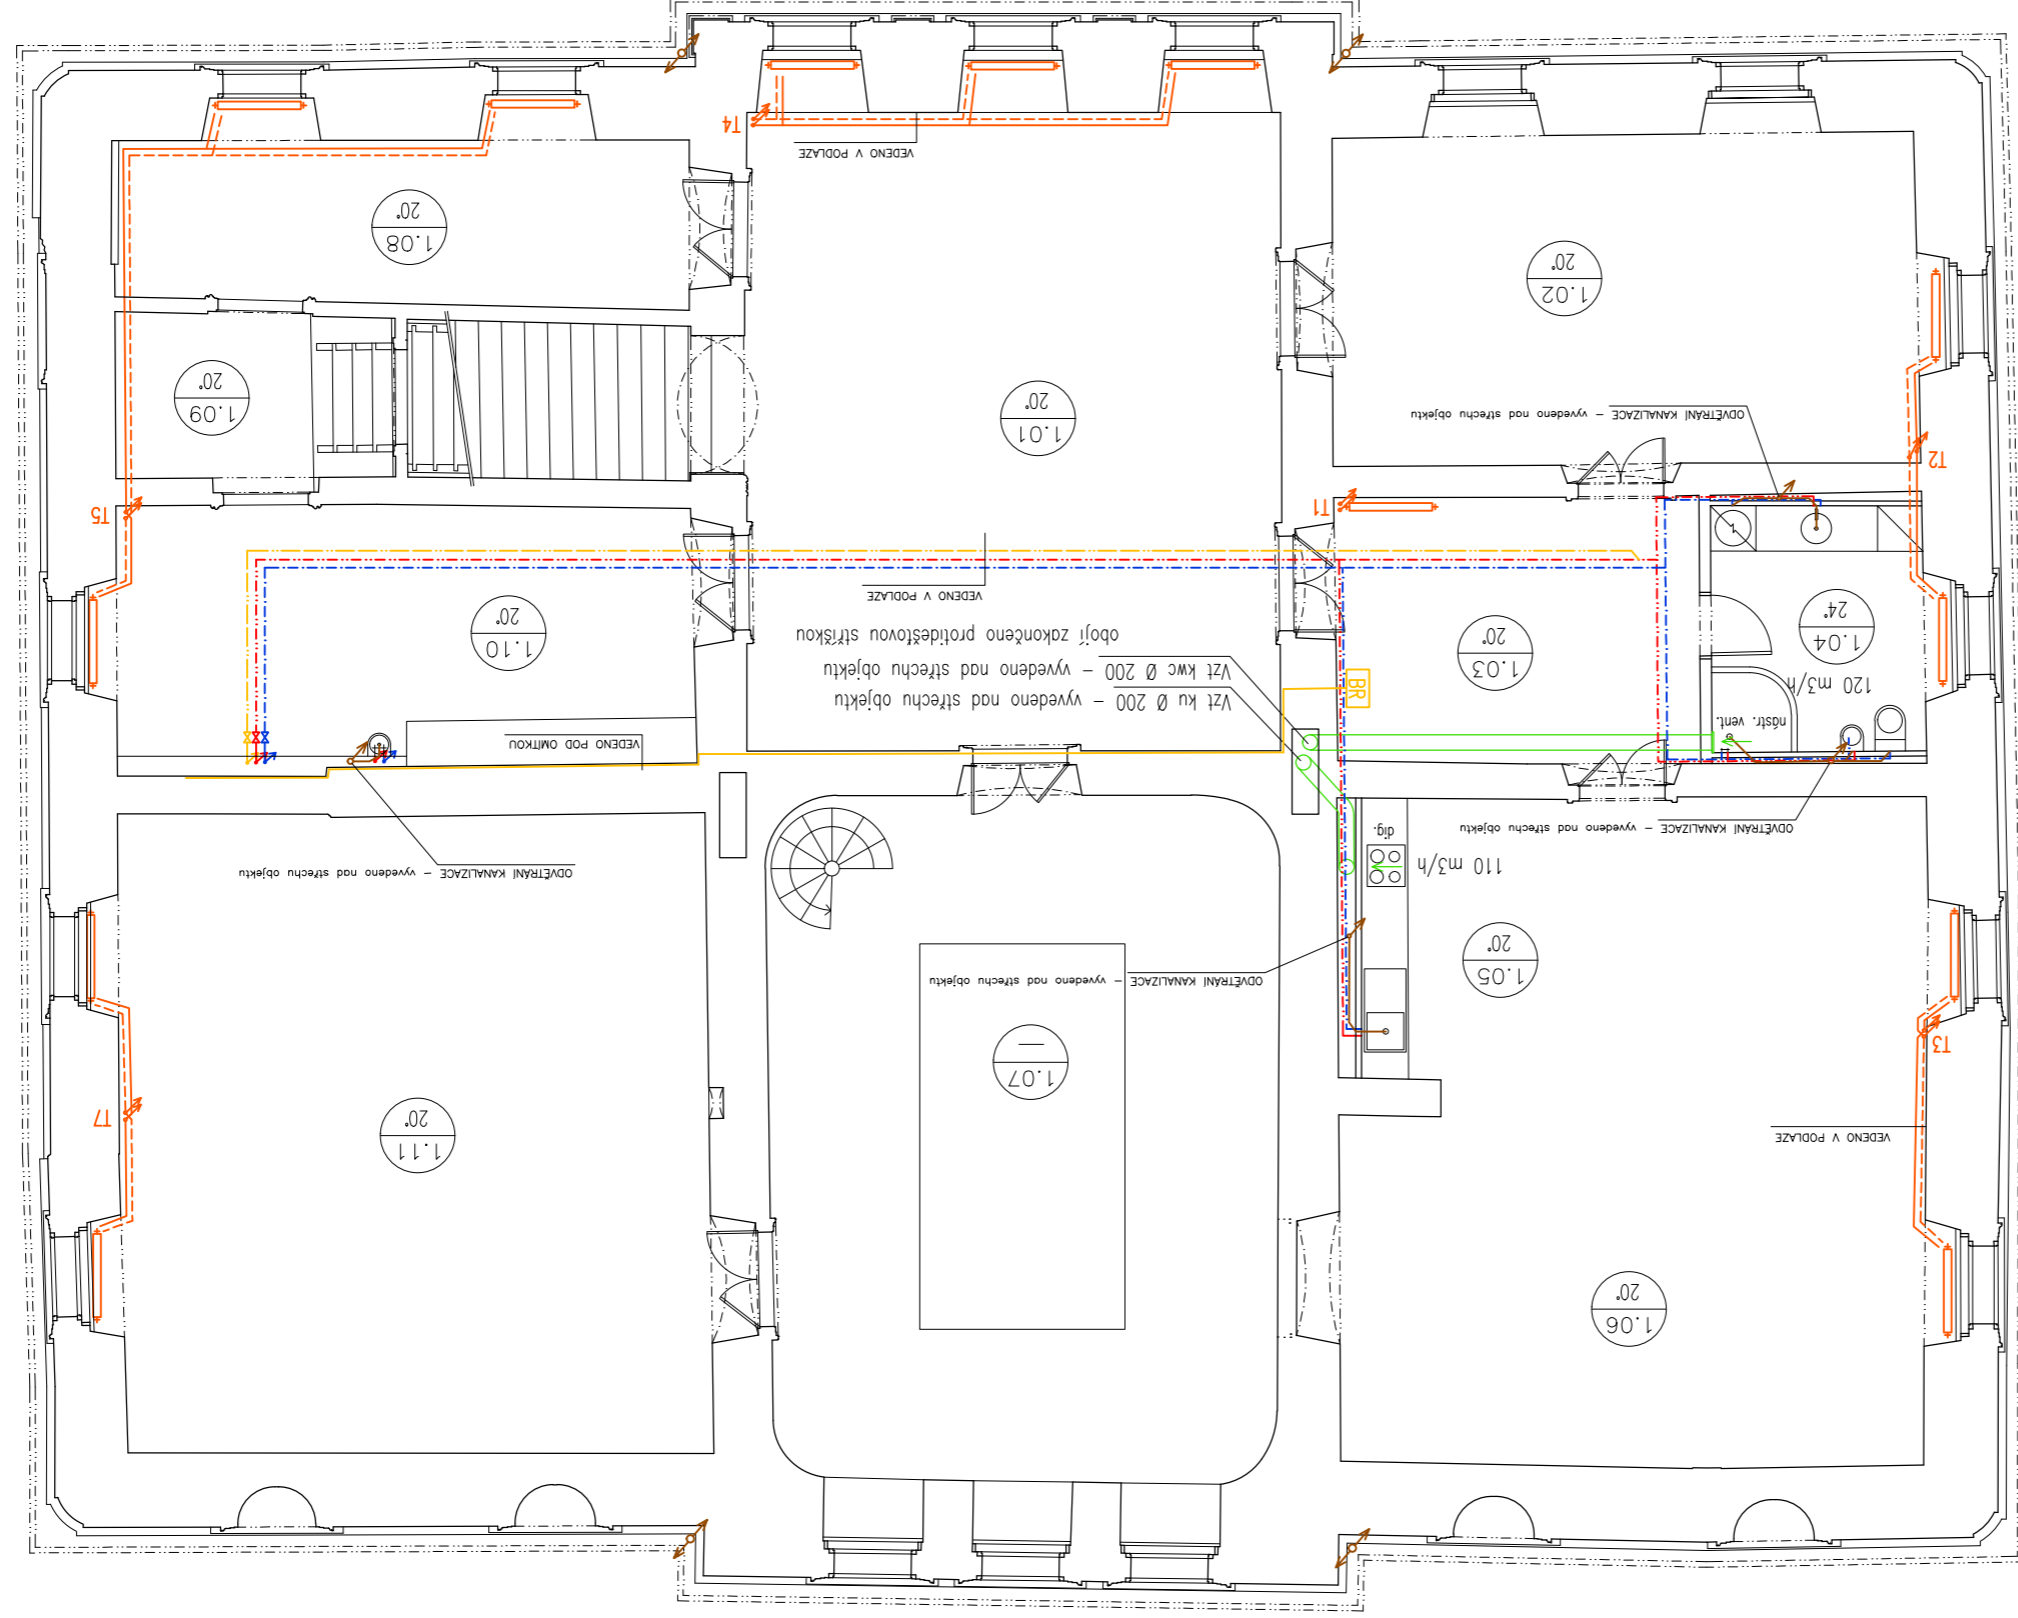 1.06
20°
1.11
20°
VEDENO V PODLAZE
T7
1.07
—
T3
1.05
20°
ODVĚTRÁNÍ KANALIZACE – vyvedeno nad střechu objektu
ODVĚTRÁNÍ KANALIZACE – vyvedeno nad střechu objektu
110 m3/h
dig.
ODVĚTRÁNÍ KANALIZACE – vyvedeno nad střechu objektu
VEDENO POD OMÍTKOU
nástr. vent.
120 m3/h
1.04
24°
BR
Vzt ku Ø 200 – vyvedeno nad střechu objektu
Vzt kwc Ø 200 – vyvedeno nad střechu objektu
obojí zakončeno protidešťovou stříškou
1.03
20°
1.10
20°
VEDENO V PODLAZE
T5
T1
T2
1.01
20°
ODVĚTRÁNÍ KANALIZACE – vyvedeno nad střechu objektu
1.09
20°
1.02
20°
1.08
20°
VEDENO V PODLAZE
T4